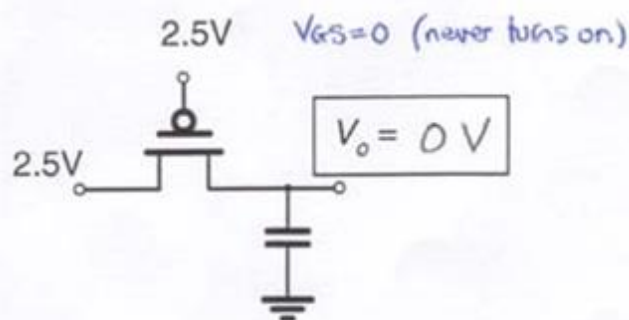 2.5V VGS=0 (never turns on)
2.5V
Vo = 0 V